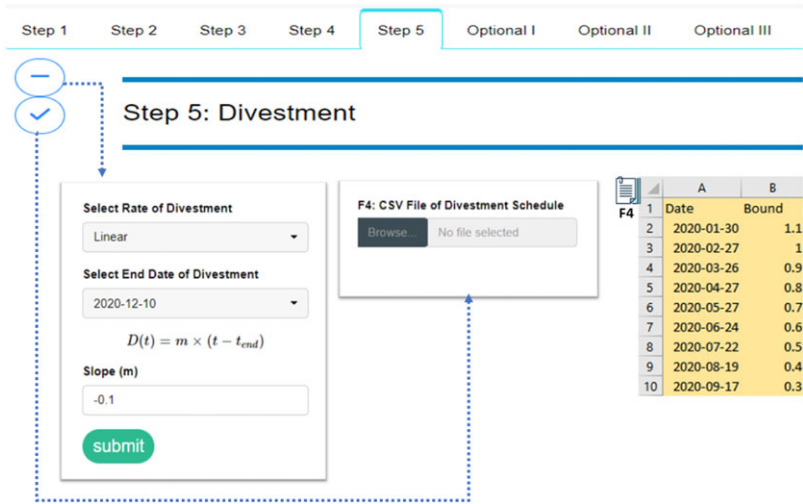 Step 1 Step 2 Step 3 Step 4 Step 5 Optional I Optional II Optional III
Step 5: Divestment
Select Rate of Divestment
Linear
Select End Date of Divestment
2020-12-10
D(t) = m × (t − t_end)
Slope (m)
-0.1
submit
F4: CSV File of Divestment Schedule
Browse... No file selected
F4
A B
1 Date Bound
2 2020-01-30 1.1
3 2020-02-27 1
4 2020-03-26 0.9
5 2020-04-27 0.8
6 2020-05-27 0.7
7 2020-06-24 0.6
8 2020-07-22 0.5
9 2020-08-19 0.4
10 2020-09-17 0.3